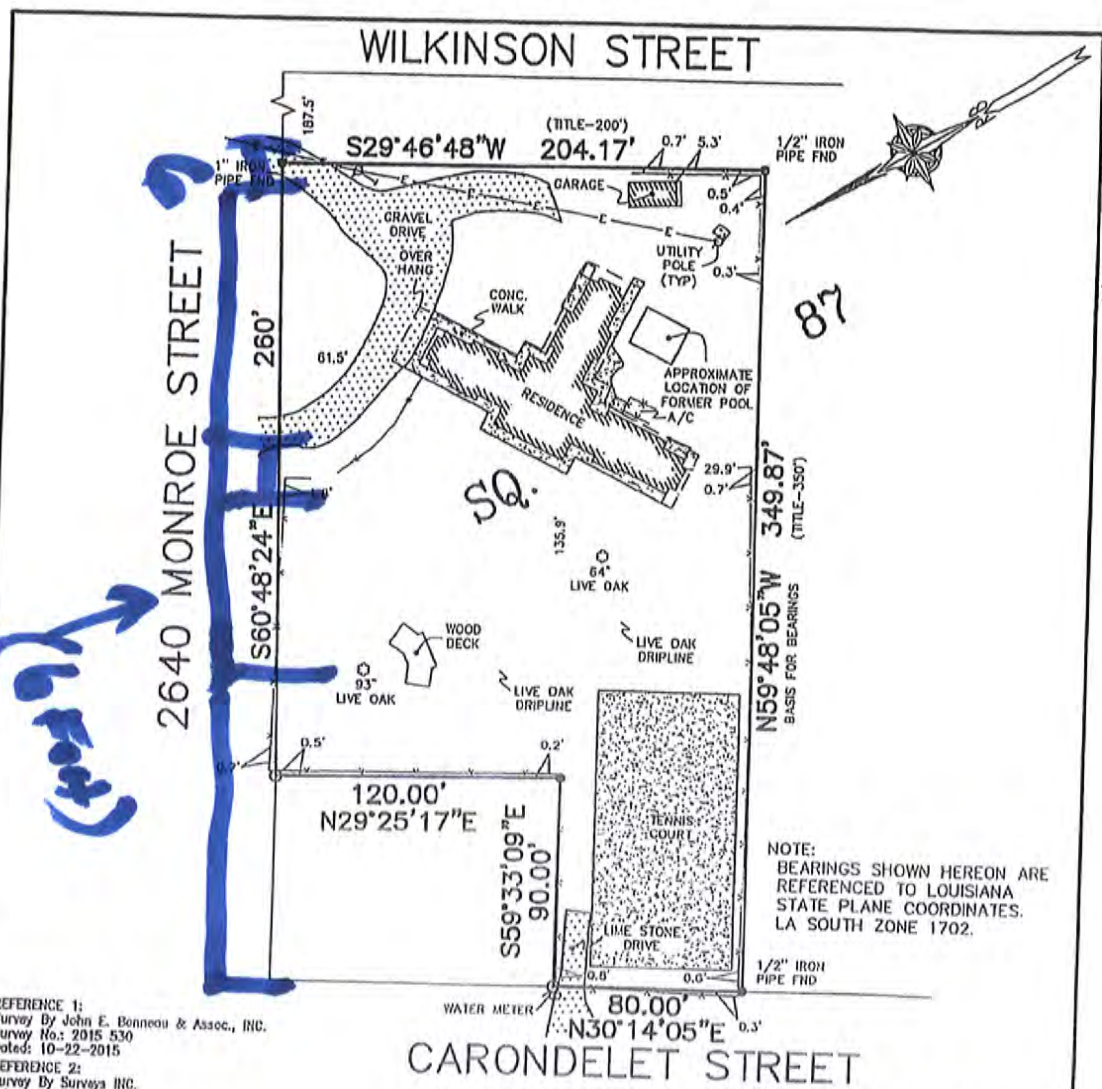 WILKINSON STREET
187.5'
(TITLE-200')
S29°46'48"W 204.17'
0.7' 5.3'
1/2" IRON
PIPE FND
1" IRON
PIPE FND
GARAGE
0.5'
0.4'
E E E E
GRAVEL
DRIVE
OVER
HANG
UTILITY
POLE
(TYP)
0.3'
CONC.
WALK
87
2640 MONROE STREET
260'
61.5'
APPROXIMATE
LOCATION OF
FORMER POOL
A/C
RESIDENCE
29.9'
0.7'
SQ.
349.87'
(TITLE-350')
S60°48'24"E
135.9'
64"
LIVE OAK
N59°48'05"W
BASIS FOR BEARINGS
WOOD
DECK
LIVE OAK
DRIPLINE
93"
LIVE OAK
LIVE OAK
DRIPLINE
0.5'
0.2'
120.00'
N29°25'17"E
S59°33'09"E
90.00'
TENNIS
COURT
NOTE:
BEARINGS SHOWN HEREON ARE
REFERENCED TO LOUISIANA
STATE PLANE COORDINATES.
LA SOUTH ZONE 1702.
LIME STONE
DRIVE
0.8'
0.6'
1/2" IRON
PIPE FND
WATER METER
80.00'
N30°14'05"E
0.3'
CARONDELET STREET
REFERENCE 1:
Survey By John E. Bonneau & Assoc., INC.
Survey No.: 2015 530
Dated: 10-22-2015
REFERENCE 2:
Survey By Surveys INC.